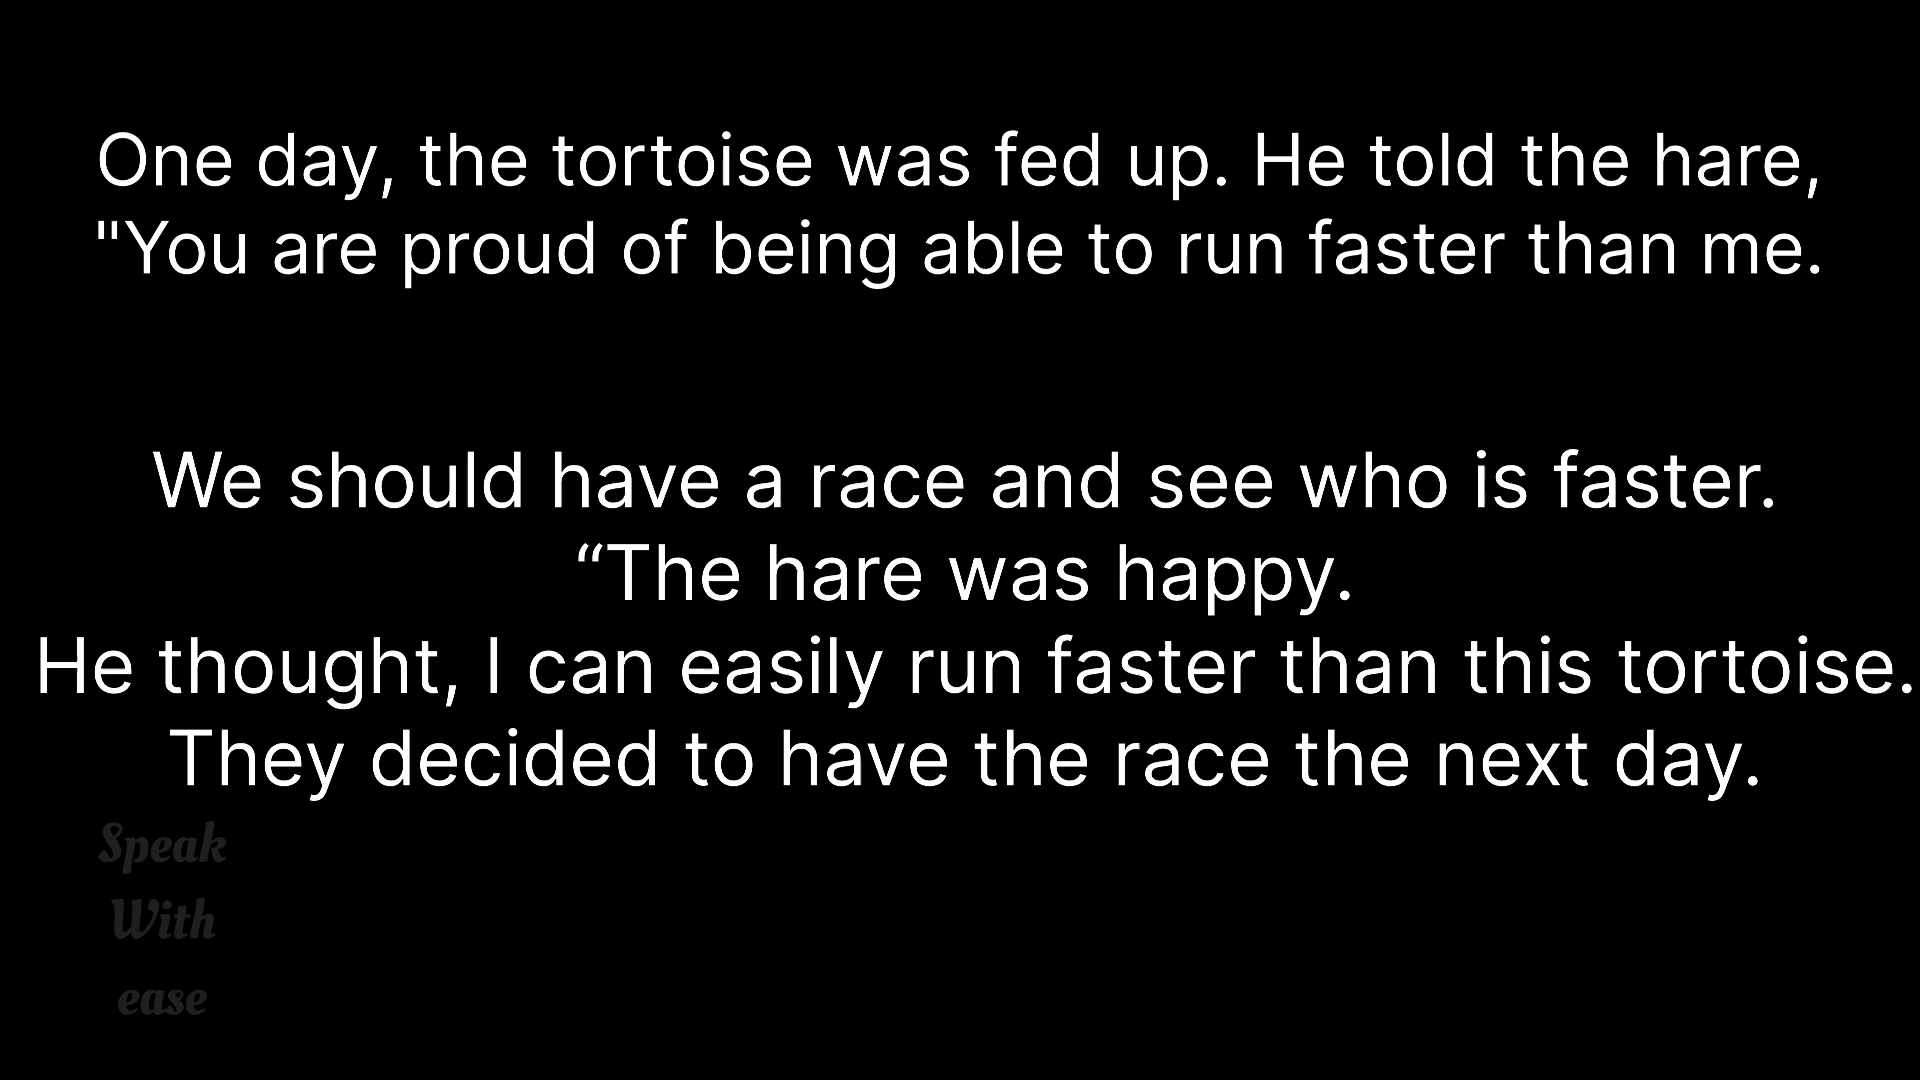 One day, the tortoise was fed up. He told the hare,
"You are proud of being able to run faster than me.
We should have a race and see who is faster.
“The hare was happy.
He thought, I can easily run faster than this tortoise.
They decided to have the race the next day.
Speak
With
ease